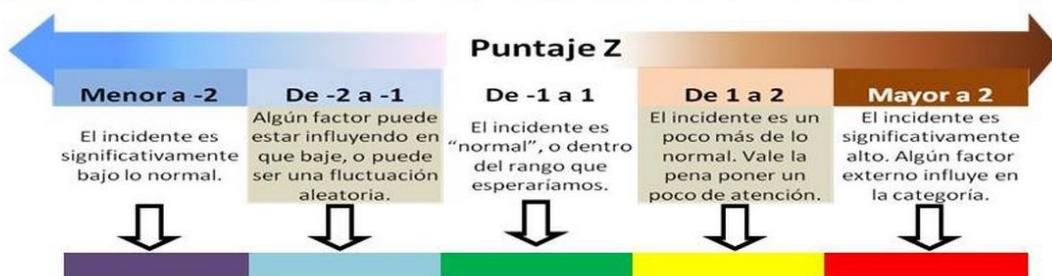 Puntaje Z
Menor a -2
El incidente es
significativamente
bajo lo normal.
De -2 a -1
Algún factor puede
estar influyendo en
que baje, o puede
ser una fluctuación
aleatoria.
De -1 a 1
El incidente es
“normal”, o dentro
del rango que
esperaríamos.
De 1 a 2
El incidente es un
poco más de lo
normal. Vale la
pena poner un
poco de atención.
Mayor a 2
El incidente es
significativamente
alto. Algún factor
externo influye en
la categoría.